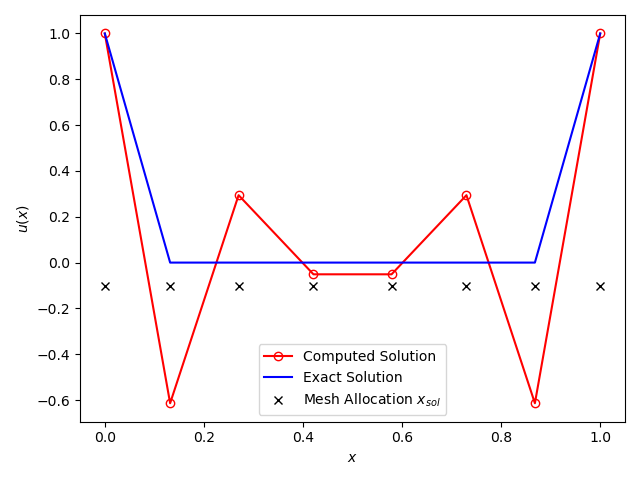 1.0
0.8
0.6
0.4
0.2
0.0
−0.2
−0.4
−0.6
u(x)
Computed Solution
Exact Solution
Mesh Allocation x_sol
0.0 0.2 0.4 0.6 0.8 1.0
x